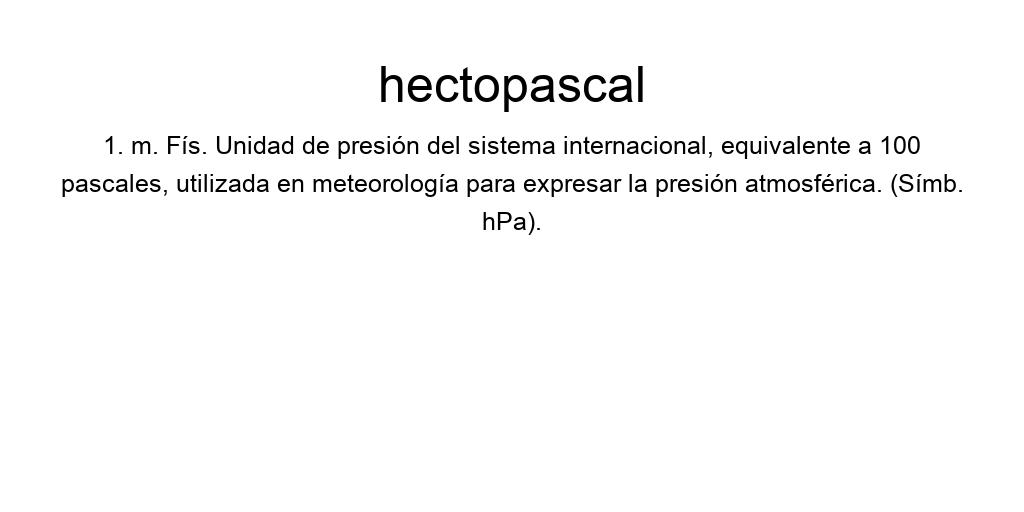 hectopascal
1. m. Fís. Unidad de presión del sistema internacional, equivalente a 100
pascales, utilizada en meteorología para expresar la presión atmosférica. (Símb.
hPa).